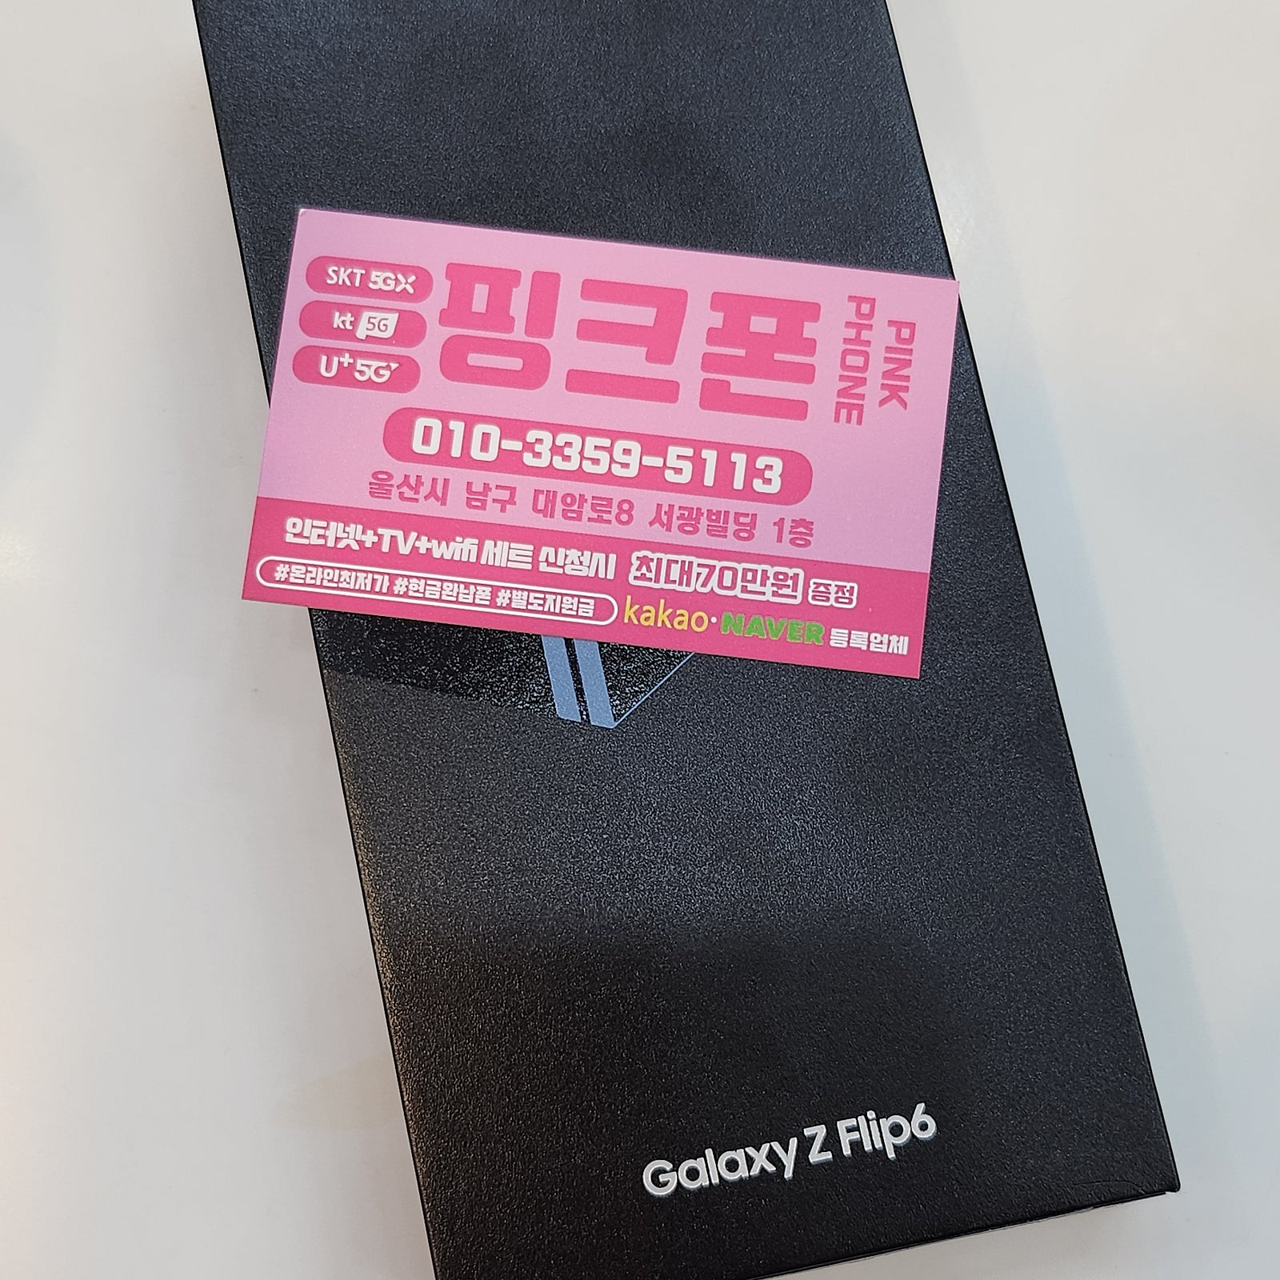 SKT 5GX
kt 5G
U+5G
핑크폰
PINK
PHONE
010-3359-5113
울산시 남구 대암로8 서광빌딩 1층
인터넷+TV+wifi 세트 신청시 최대70만원 증정
#온라인최저가 #현금완납폰 #별도지원금 kakao·NAVER 등록업체
Galaxy Z Flip6